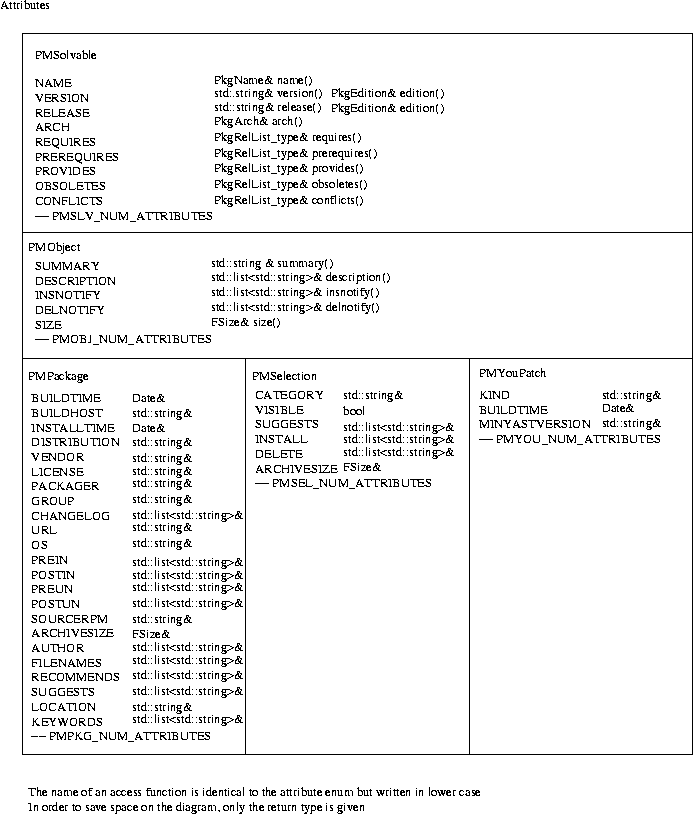 Attributes
PMSolvable
NAME PkgName& name()
VERSION std::string& version() PkgEdition& edition()
RELEASE std::string& release() PkgEdition& edition()
ARCH PkgArch& arch()
REQUIRES PkgRelList_type& requires()
PREREQUIRES PkgRelList_type& prerequires()
PROVIDES PkgRelList_type& provides()
OBSOLETES PkgRelList_type& obsoletes()
CONFLICTS PkgRelList_type& conflicts()
— PMSLV_NUM_ATTRIBUTES
PMObject
SUMMARY std::string & summary()
DESCRIPTION std::list<std::string>& description()
INSNOTIFY std::list<std::string>& insnotify()
DELNOTIFY std::list<std::string>& delnotify()
SIZE FSize& size()
— PMOBJ_NUM_ATTRIBUTES
PMPackage
BUILDTIME Date&
BUILDHOST std::string&
INSTALLTIME Date&
DISTRIBUTION std::string&
VENDOR std::string&
LICENSE std::string&
PACKAGER std::string&
GROUP std::string&
CHANGELOG std::list<std::string>&
URL std::string&
OS std::string&
PREIN std::list<std::string>&
POSTIN std::list<std::string>&
PREUN std::list<std::string>&
POSTUN std::list<std::string>&
SOURCERPM std::string&
ARCHIVESIZE FSize&
AUTHOR std::list<std::string>&
FILENAMES std::list<std::string>&
RECOMMENDS std::list<std::string>&
SUGGESTS std::list<std::string>&
LOCATION std::string&
KEYWORDS std::list<std::string>&
— PMPKG_NUM_ATTRIBUTES
PMSelection
CATEGORY std::string&
VISIBLE bool
SUGGESTS std::list<std::string>&
INSTALL std::list<std::string>&
DELETE std::list<std::string>&
ARCHIVESIZE FSize&
— PMSEL_NUM_ATTRIBUTES
PMYouPatch
KIND std::string&
BUILDTIME Date&
MINYASTVERSION std::string&
— PMYOU_NUM_ATTRIBUTES
The name of an access function is identical to the attribute enum but written in lower case
In order to save space on the diagram, only the return type is given